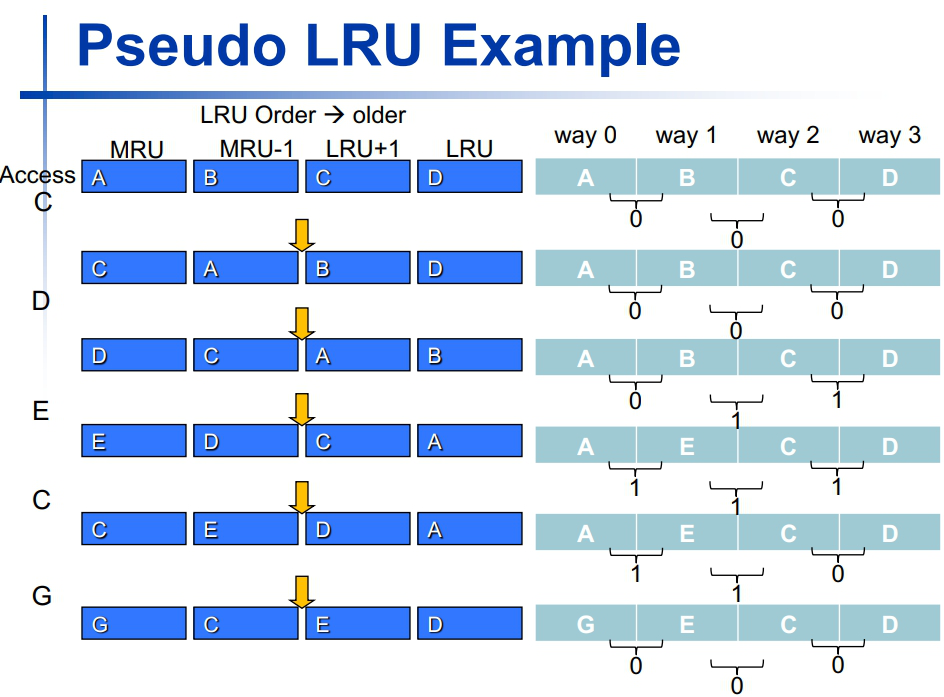 Pseudo LRU Example
LRU Order → older
MRU MRU-1 LRU+1 LRU way 0 way 1 way 2 way 3
Access A B C D A B C D
C 0 0 0
C A B D A B C D
D 0 0 0
D C A B A B C D
E 0 1 1
E D C A A E C D
C 1 1 1
C E D A A E C D
G 1 1 0
G C E D G E C D
0 0 0